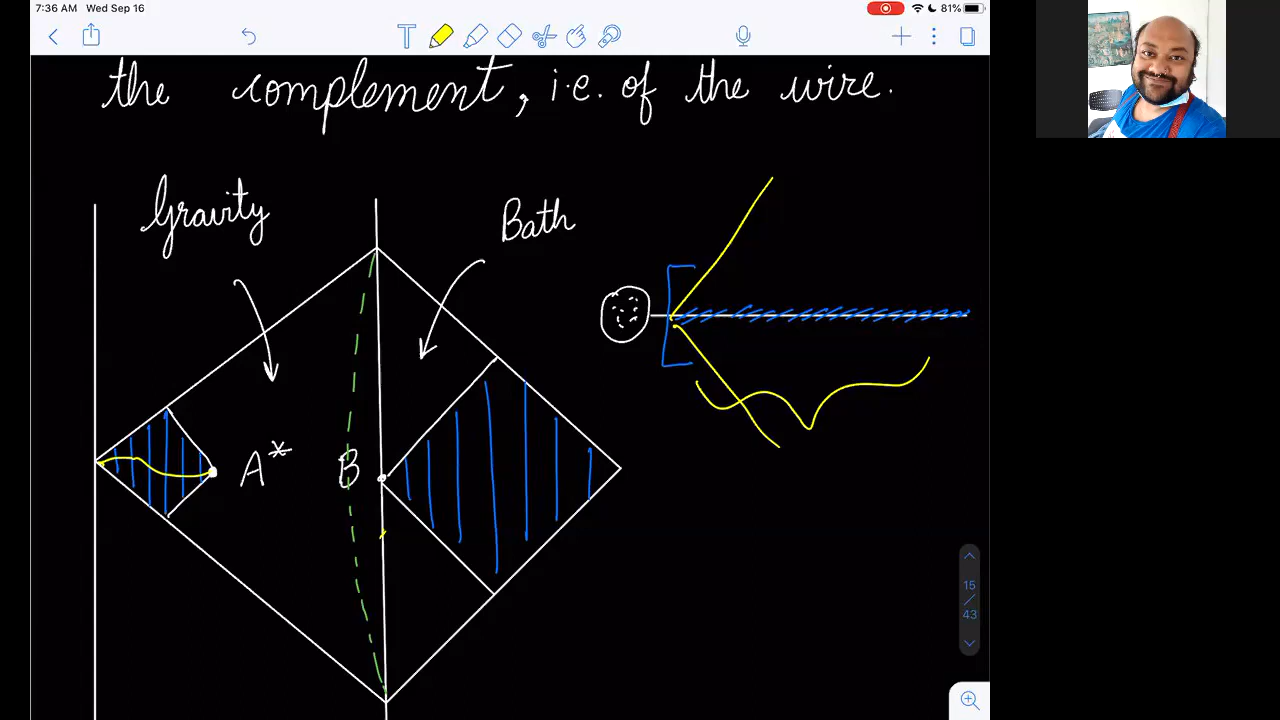 7:36 AM Wed Sep 16
81%
T
the complement, i.e. of the wire.
Gravity
Bath
A*
B
15
/
43